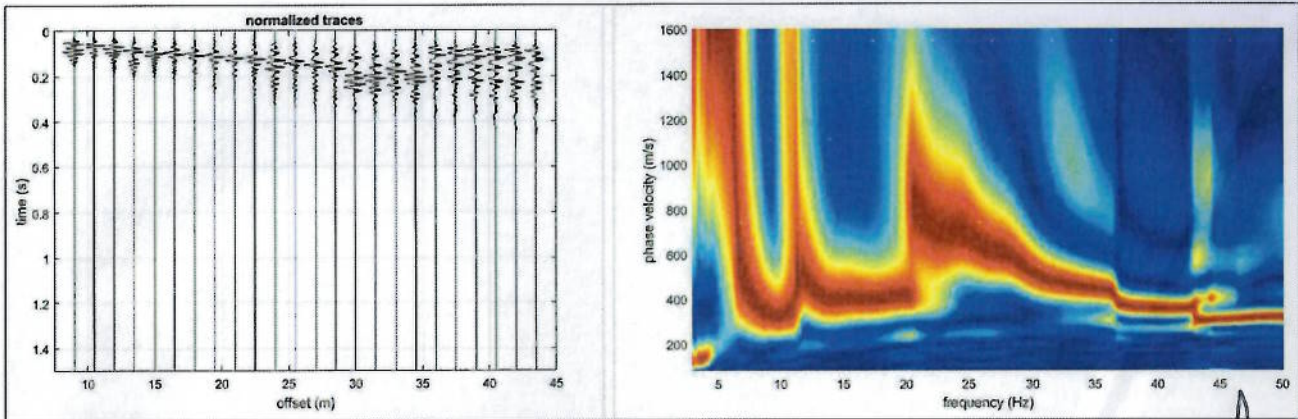 normalized traces
0
0.2
0.4
0.6
0.8
1
1.2
1.4
time (s)
10 15 20 25 30 35 40 45
offset (m)
1600
1400
1200
1000
800
600
400
200
phase velocity (m/s)
5 10 15 20 25 30 35 40 45 50
frequency (Hz)